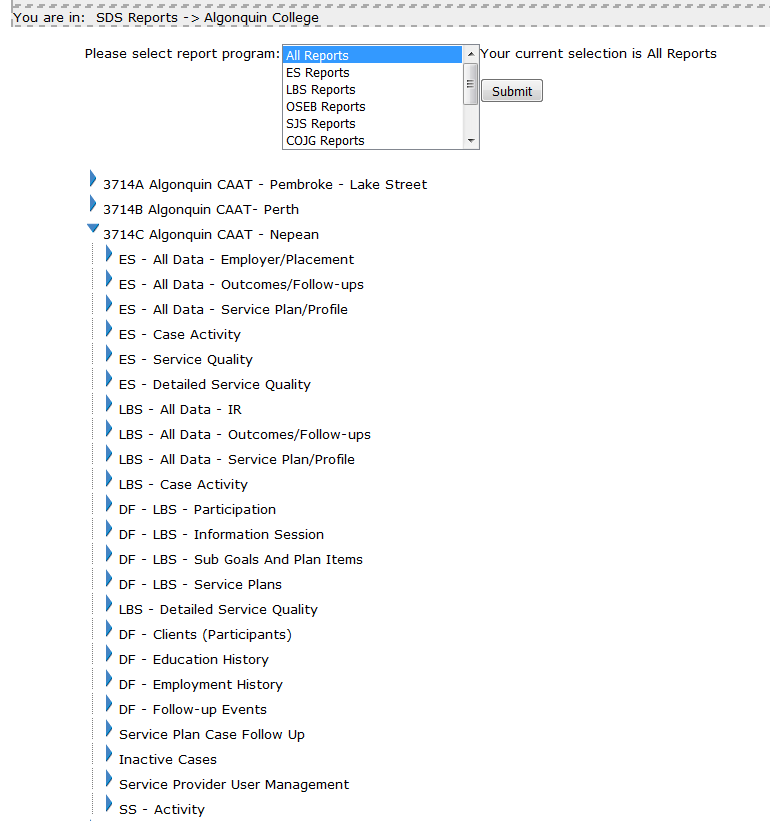 You are in: SDS Reports -> Algonquin College
Please select report program:
All Reports
ES Reports
LBS Reports
OSEB Reports
SJS Reports
COJG Reports
Your current selection is All Reports
Submit
3714A Algonquin CAAT - Pembroke - Lake Street
3714B Algonquin CAAT- Perth
3714C Algonquin CAAT - Nepean
ES - All Data - Employer/Placement
ES - All Data - Outcomes/Follow-ups
ES - All Data - Service Plan/Profile
ES - Case Activity
ES - Service Quality
ES - Detailed Service Quality
LBS - All Data - IR
LBS - All Data - Outcomes/Follow-ups
LBS - All Data - Service Plan/Profile
LBS - Case Activity
DF - LBS - Participation
DF - LBS - Information Session
DF - LBS - Sub Goals And Plan Items
DF - LBS - Service Plans
LBS - Detailed Service Quality
DF - Clients (Participants)
DF - Education History
DF - Employment History
DF - Follow-up Events
Service Plan Case Follow Up
Inactive Cases
Service Provider User Management
SS - Activity